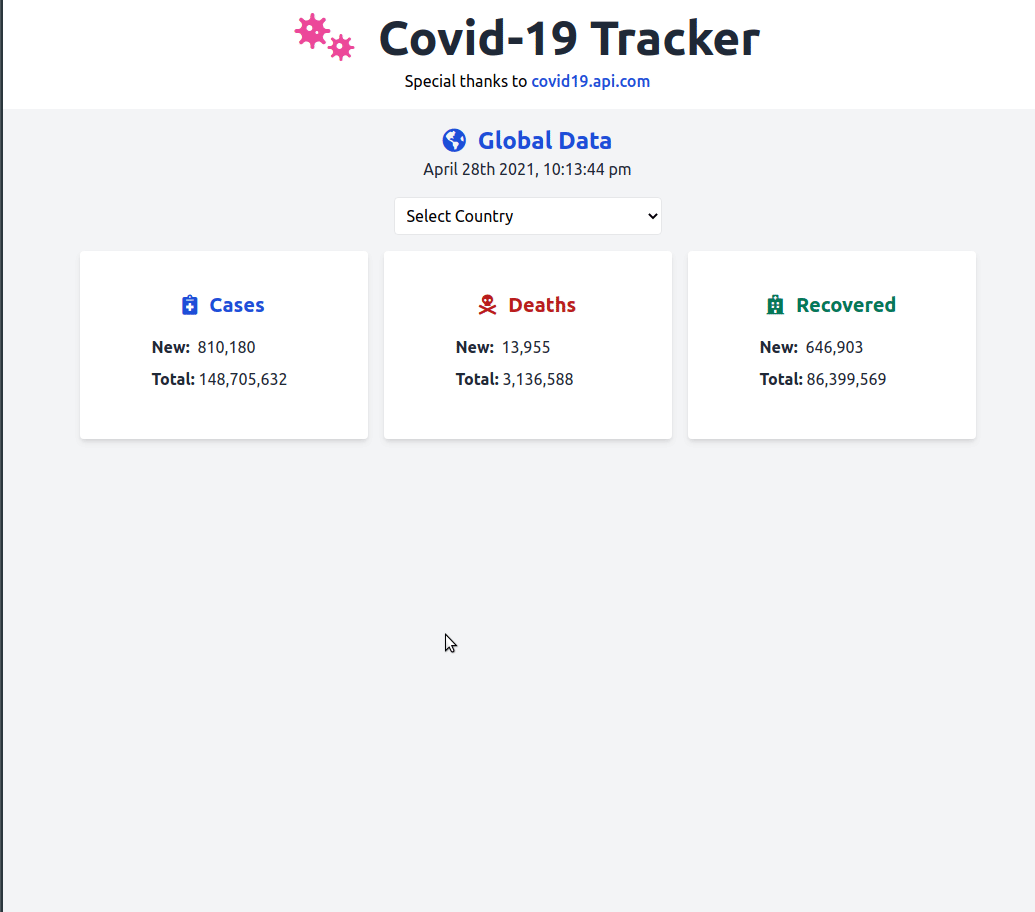 Covid-19 Tracker
Special thanks to covid19.api.com
Global Data
April 28th 2021, 10:13:44 pm
Select Country
Cases
New: 810,180
Total: 148,705,632
Deaths
New: 13,955
Total: 3,136,588
Recovered
New: 646,903
Total: 86,399,569